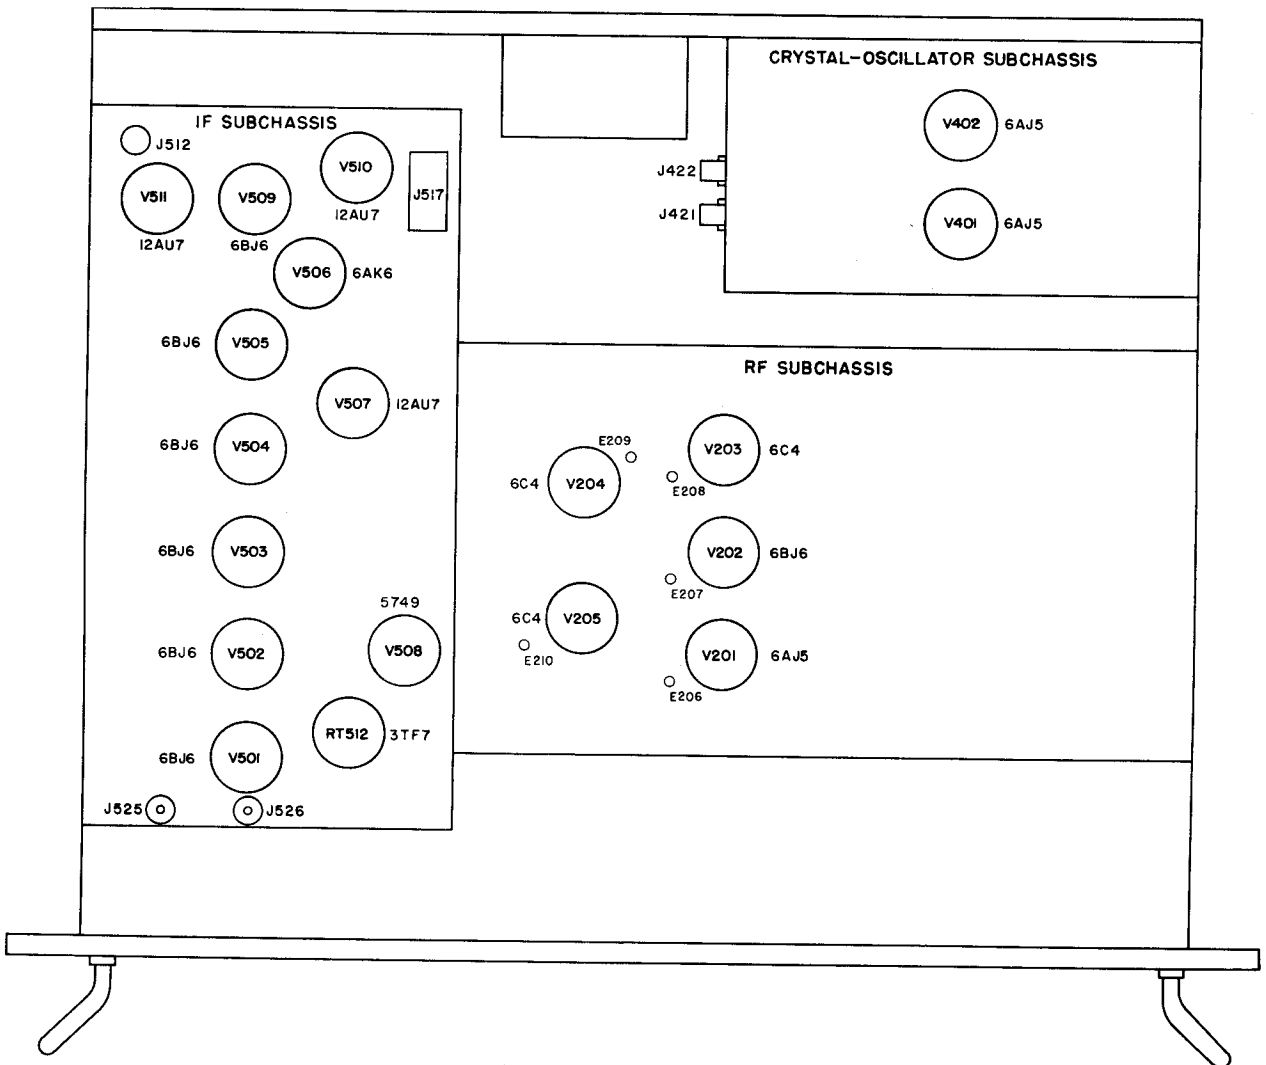 CRYSTAL-OSCILLATOR SUBCHASSIS
V402 6AJ5
J422
J421
V401 6AJ5
IF SUBCHASSIS
J512
V510
12AU7
J517
V511
12AU7
V509
6BJ6
V506 6AK6
6BJ6 V505
V507 12AU7
6BJ6 V504
6BJ6 V503
5749
V508
6BJ6 V502
RT512 3TF7
6BJ6 V501
J525
J526
RF SUBCHASSIS
E209
V203 6C4
6C4 V204
E208
V202 6BJ6
E207
6C4 V205
E210
V201 6AJ5
E206